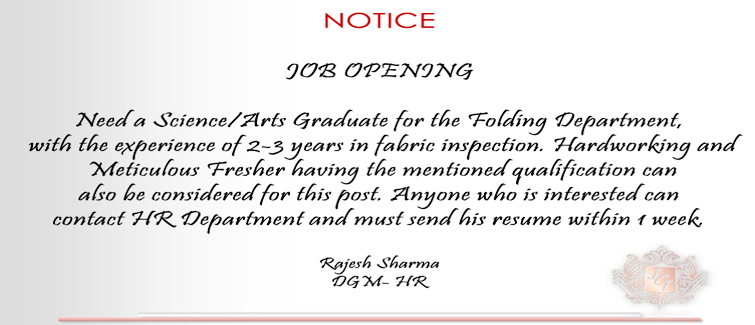 NOTICE
JOB OPENING
Need a Science/Arts Graduate for the Folding Department,
with the experience of 2-3 years in fabric inspection. Hardworking and
Meticulous Fresher having the mentioned qualification can
also be considered for this post. Anyone who is interested can
contact HR Department and must send his resume within 1 week.
Rajesh Sharma
DGM- HR